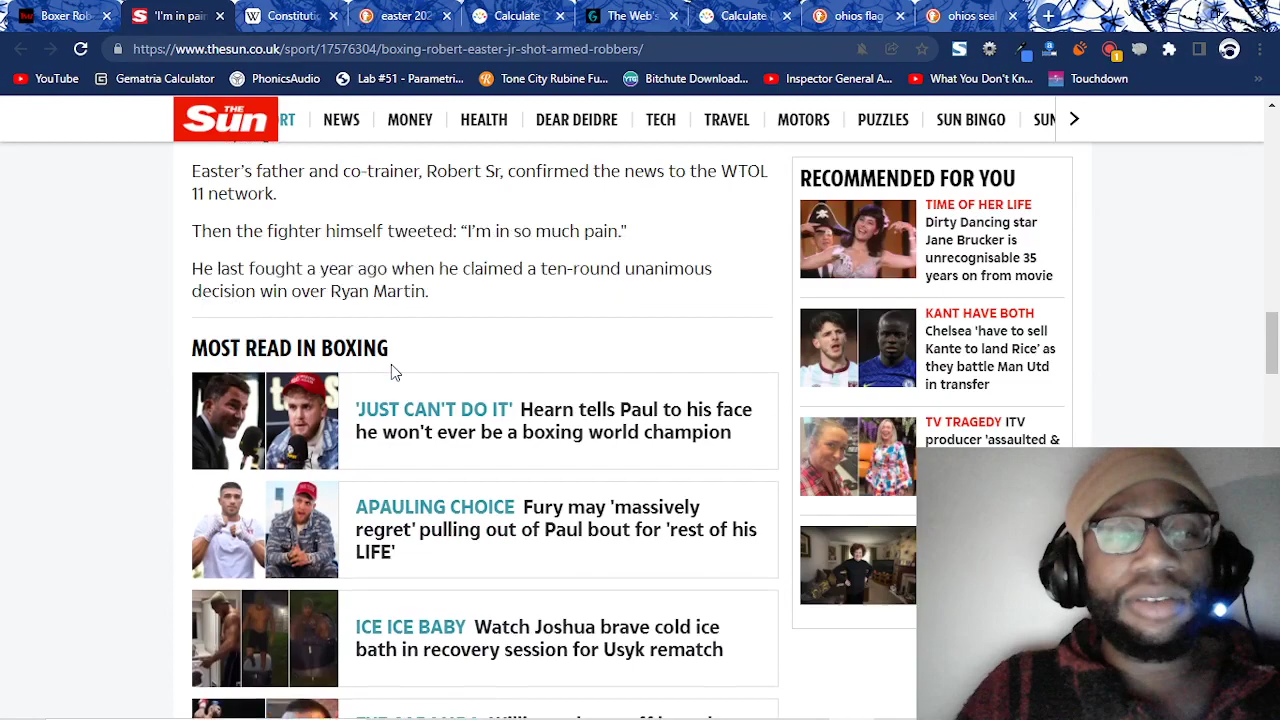 Boxer Rob
'I'm in pai
Constituti
easter 202
Calculate D
The Web's
Calculate D
ohios flag
ohios seal
https://www.thesun.co.uk/sport/17576304/boxing-robert-easter-jr-shot-armed-robbers/
YouTube
Gematria Calculator
PhonicsAudio
Lab #51 - Parametri...
Tone City Rubine Fu...
Bitchute Download...
Inspector General A...
What You Don't Kn...
Touchdown
THE Sun
RT
NEWS
MONEY
HEALTH
DEAR DEIDRE
TECH
TRAVEL
MOTORS
PUZZLES
SUN BINGO
SUN
Easter's father and co-trainer, Robert Sr, confirmed the news to the WTOL
11 network.
Then the fighter himself tweeted: “I'm in so much pain.”
He last fought a year ago when he claimed a ten-round unanimous
decision win over Ryan Martin.
MOST READ IN BOXING
'JUST CAN'T DO IT' Hearn tells Paul to his face
he won't ever be a boxing world champion
APAULING CHOICE Fury may 'massively
regret' pulling out of Paul bout for 'rest of his
LIFE'
ICE ICE BABY Watch Joshua brave cold ice
bath in recovery session for Usyk rematch
RECOMMENDED FOR YOU
TIME OF HER LIFE
Dirty Dancing star
Jane Brucker is
unrecognisable 35
years on from movie
KANT HAVE BOTH
Chelsea 'have to sell
Kante to land Rice' as
they battle Man Utd
in transfer
TV TRAGEDY ITV
producer 'assaulted &